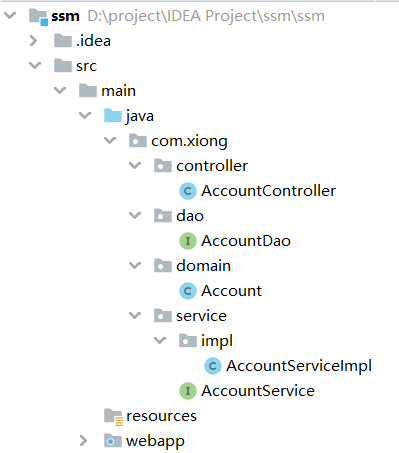 ssm D:\project\IDEA Project\ssm\ssm
.idea
src
main
java
com.xiong
controller
C AccountController
dao
I AccountDao
domain
C Account
service
impl
C AccountServiceImpl
I AccountService
resources
webapp